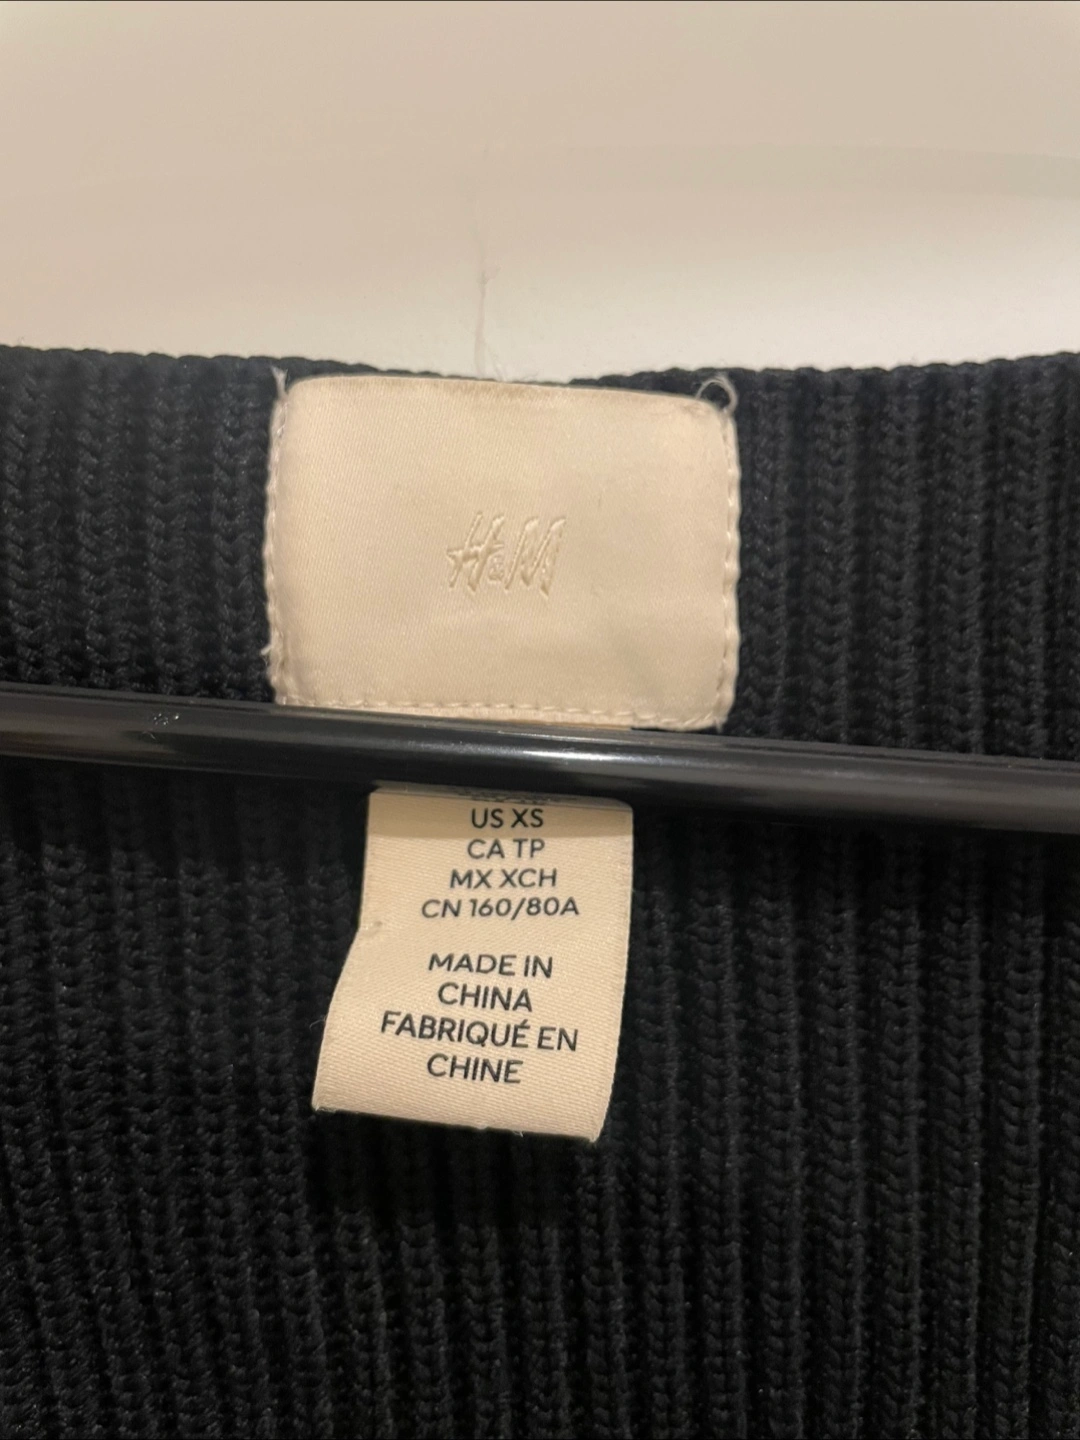 H&M
US XS
CA TP
MX XCH
CN 160/80A
MADE IN
CHINA
FABRIQUÉ EN
CHINE